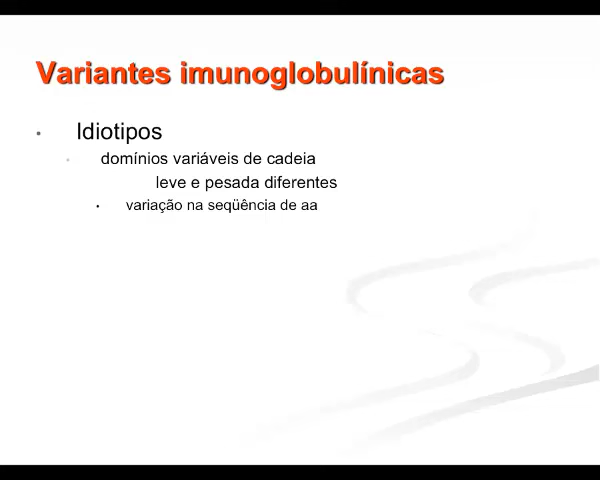 Variantes imunoglobulínicas
• Idiotipos
• domínios variáveis de cadeia
leve e pesada diferentes
• variação na seqüência de aa